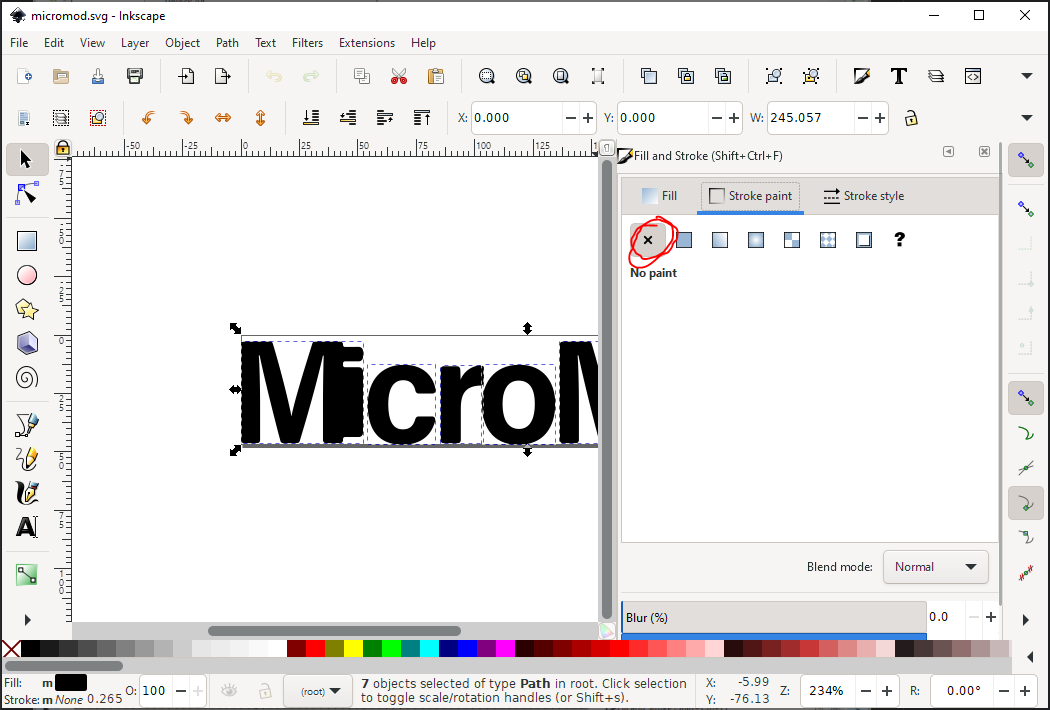 micromod.svg - Inkscape
File Edit View Layer Object Path Text Filters Extensions Help
X: 0.000 Y: 0.000 W: 245.057
-50 -25 0 25 50 75 100 125
Fill and Stroke (Shift+Ctrl+F)
Fill Stroke paint Stroke style
?
No paint
MicroM
Blend mode: Normal
Blur (%) 0.0
Fill: m
Stroke: m None 0.265
O: 100
(root)
7 objects selected of type Path in root. Click selection
to toggle scale/rotation handles (or Shift+s).
X: -5.99
Y: -76.13
Z: 234%
R: 0.00°